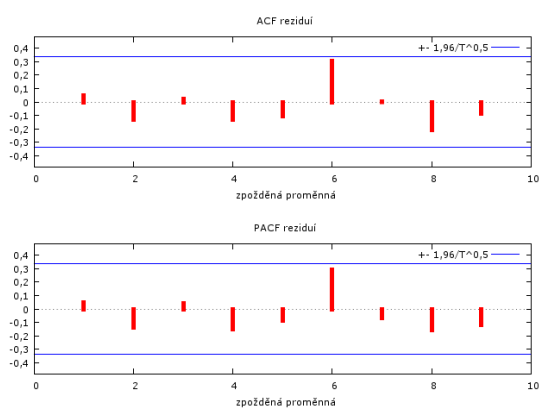 ACF reziduí
+- 1,96/T^0,5
0,4
0,3
0,2
0,1
0
-0,1
-0,2
-0,3
-0,4
0 2 4 6 8 10
zpožděná proměnná
PACF reziduí
+- 1,96/T^0,5
0,4
0,3
0,2
0,1
0
-0,1
-0,2
-0,3
-0,4
0 2 4 6 8 10
zpožděná proměnná